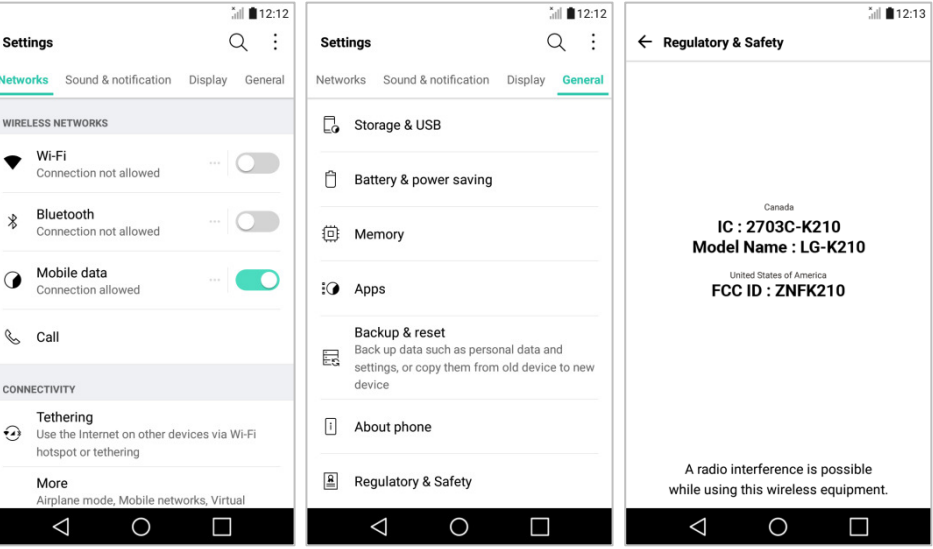 12:12
Settings
Networks Sound & notification Display General
WIRELESS NETWORKS
Wi-Fi
Connection not allowed
Bluetooth
Connection not allowed
Mobile data
Connection allowed
Call
CONNECTIVITY
Tethering
Use the Internet on other devices via Wi-Fi
hotspot or tethering
More
Airplane mode, Mobile networks, Virtual
12:12
Settings
Networks Sound & notification Display General
Storage & USB
Battery & power saving
Memory
Apps
Backup & reset
Back up data such as personal data and
settings, or copy them from old device to new
device
About phone
Regulatory & Safety
12:13
Regulatory & Safety
Canada
IC : 2703C-K210
Model Name : LG-K210
United States of America
FCC ID : ZNFK210
A radio interference is possible
while using this wireless equipment.